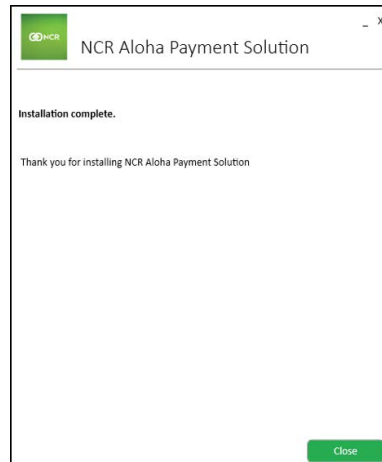 NCR
NCR Aloha Payment Solution
_ X
Installation complete.
Thank you for installing NCR Aloha Payment Solution
Close